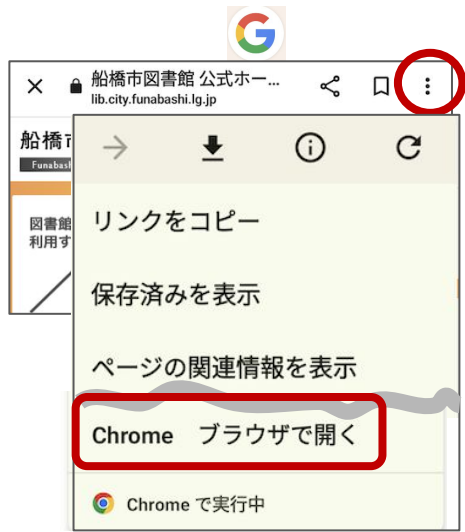 船橋市図書館 公式ホー...
lib.city.funabashi.lg.jp
船橋市
Funabas
図書館
利用す
リンクをコピー
保存済みを表示
ページの関連情報を表示
Chrome ブラウザで開く
Chrome で実行中